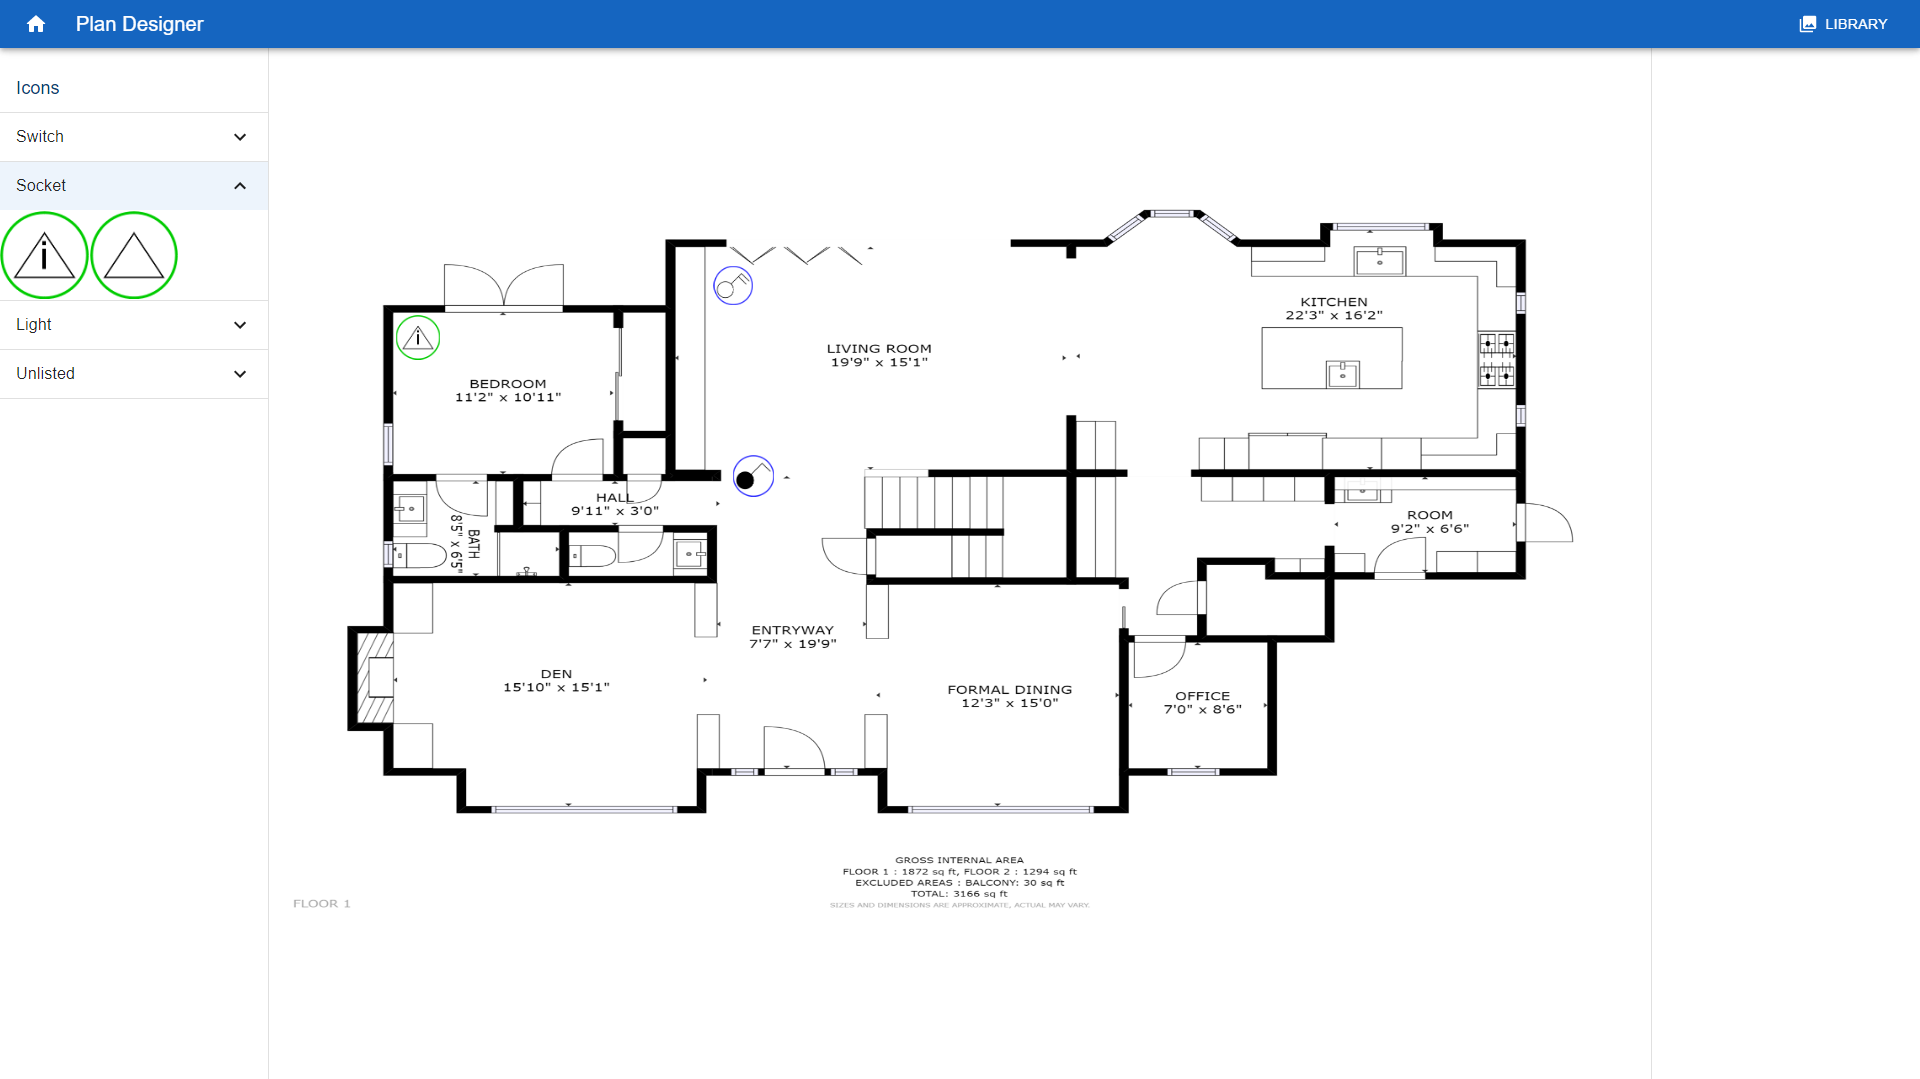 Plan Designer
LIBRARY
Icons
Switch
Socket
Light
Unlisted
KITCHEN
22'3" x 16'2"
LIVING ROOM
19'9" x 15'1"
BEDROOM
11'2" x 10'11"
HALL
9'11" x 3'0"
ROOM
9'2" x 6'6"
BATH
8'5" x 6'5"
ENTRYWAY
7'7" x 19'9"
DEN
15'10" x 15'1"
FORMAL DINING
12'3" x 15'0"
OFFICE
7'0" x 8'6"
GROSS INTERNAL AREA
FLOOR 1 : 1872 sq ft, FLOOR 2 : 1294 sq ft
EXCLUDED AREAS : BALCONY: 30 sq ft
TOTAL: 3166 sq ft
SIZES AND DIMENSIONS ARE APPROXIMATE, ACTUAL MAY VARY.
FLOOR 1